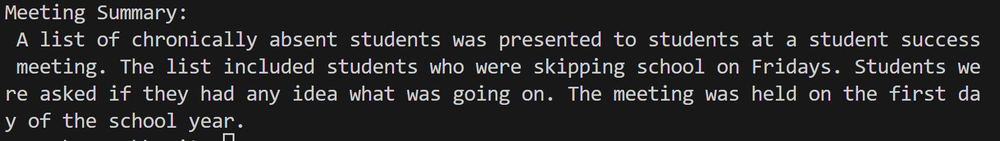 Meeting Summary:
A list of chronically absent students was presented to students at a student success
meeting. The list included students who were skipping school on Fridays. Students we
re asked if they had any idea what was going on. The meeting was held on the first da
y of the school year.